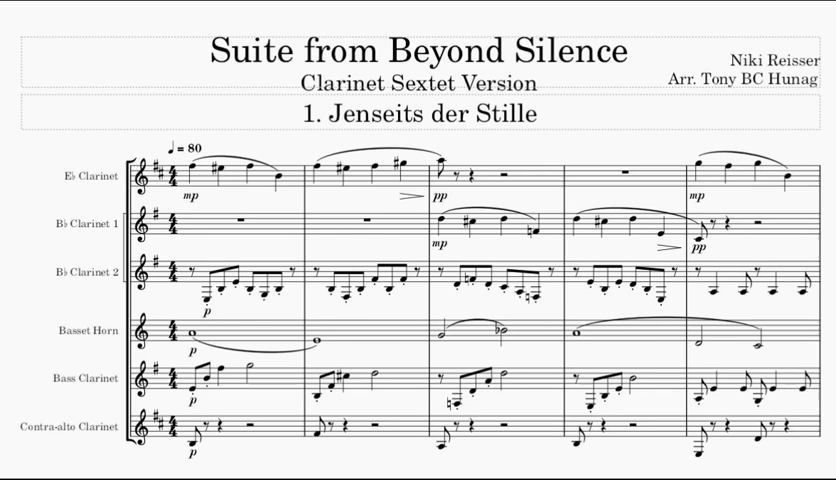 Suite from Beyond Silence
Niki Reisser
Clarinet Sextet Version
Arr. Tony BC Hunag
1. Jenseits der Stille
♩ = 80
E♭ Clarinet
mp
pp
mp
B♭ Clarinet 1
mp
pp
B♭ Clarinet 2
p
Basset Horn
p
Bass Clarinet
p
Contra-alto Clarinet
p